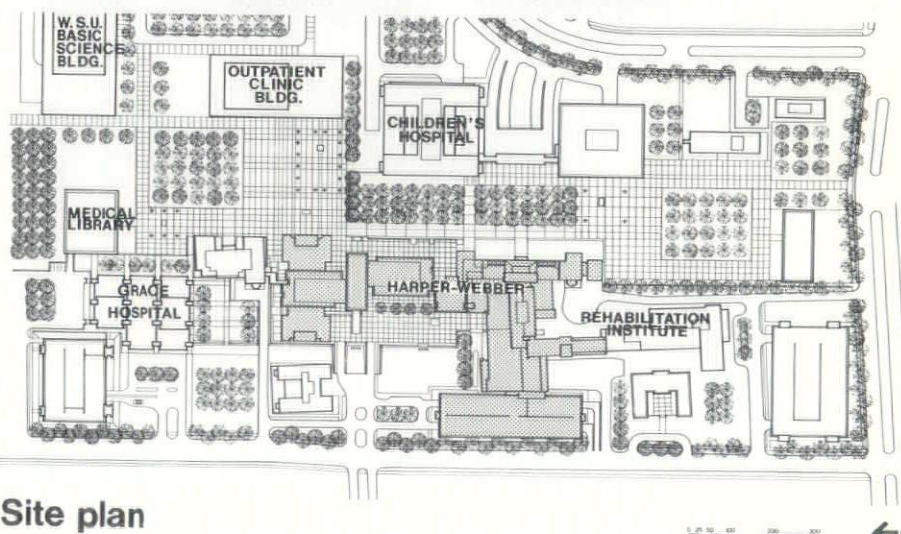 W. S. U.
BASIC
SCIENCE
BLDG.
OUTPATIENT
CLINIC
BLDG.
CHILDREN'S
HOSPITAL
MEDICAL
LIBRARY
GRACE
HOSPITAL
HARPER-WEBBER
REHABILITATION
INSTITUTE
Site plan